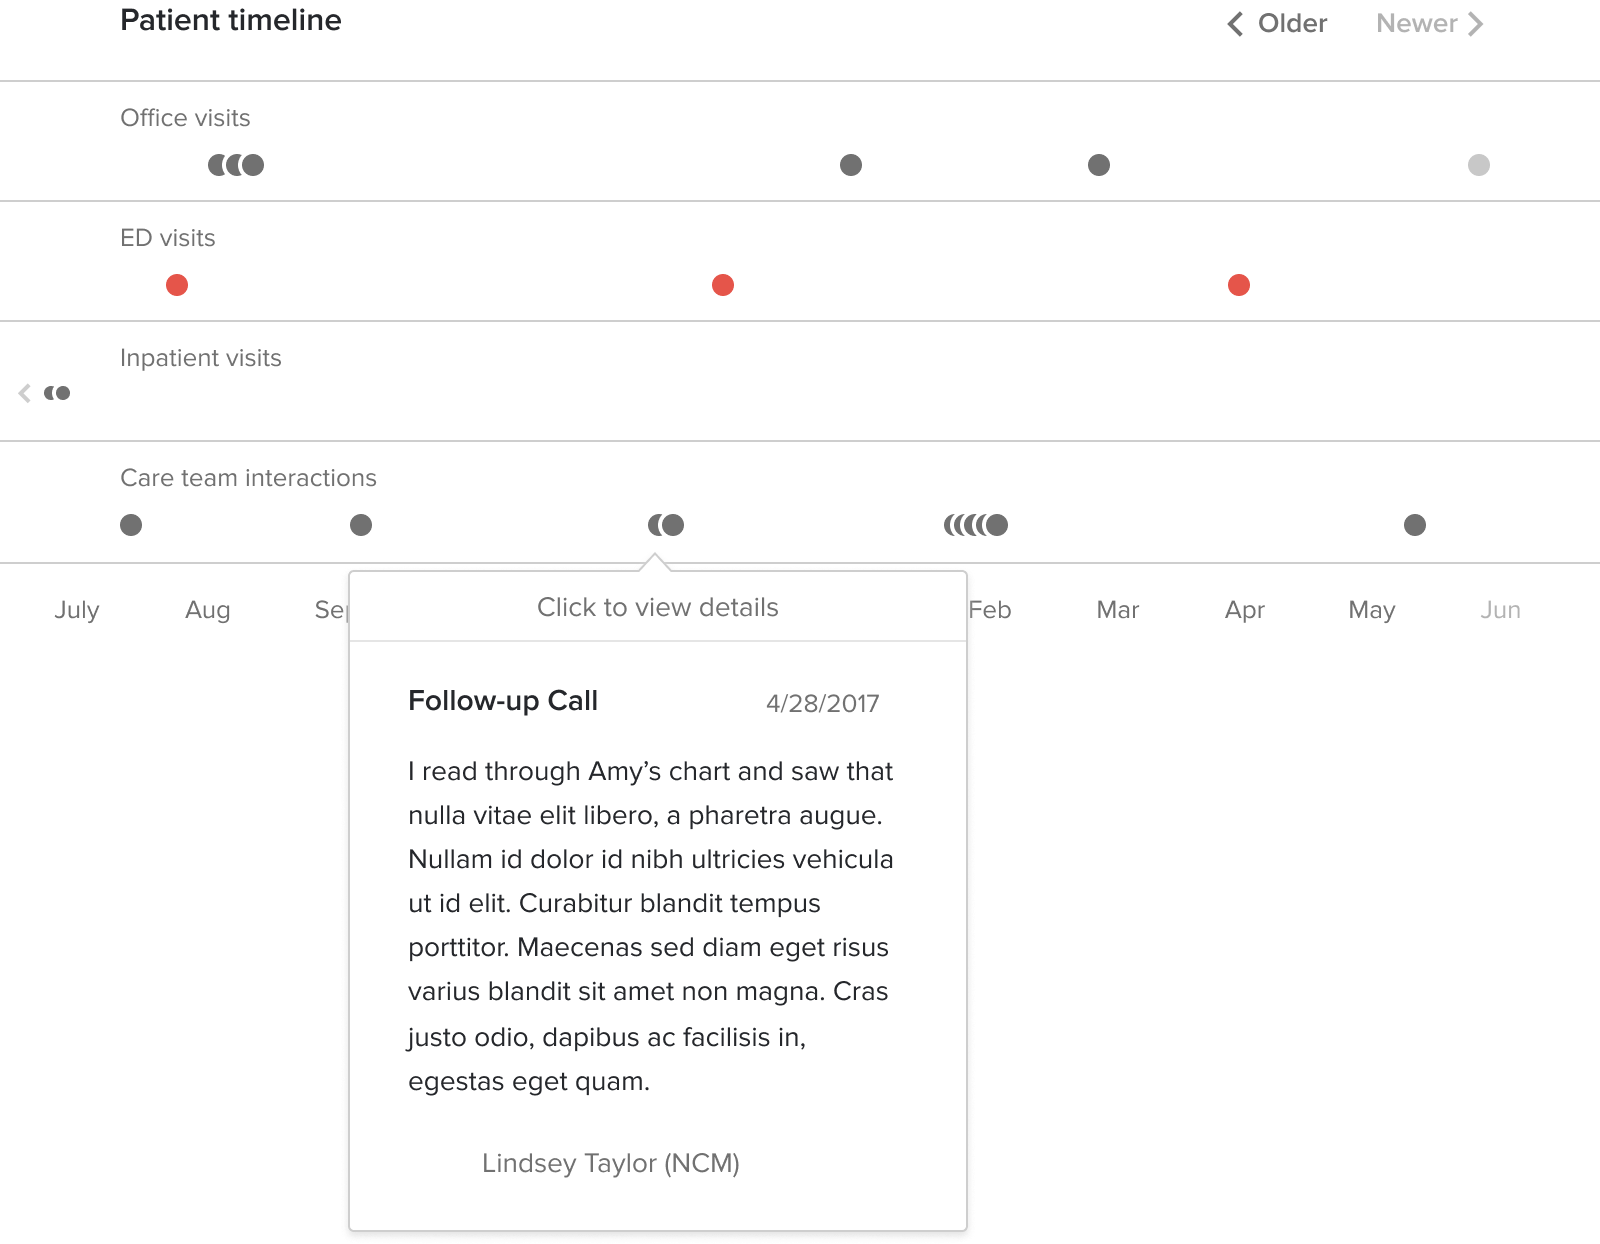 Patient timeline
Older
Newer
Office visits
ED visits
Inpatient visits
Care team interactions
July Aug Sep Feb Mar Apr May Jun
Click to view details
Follow-up Call 4/28/2017
I read through Amy’s chart and saw that
nulla vitae elit libero, a pharetra augue.
Nullam id dolor id nibh ultricies vehicula
ut id elit. Curabitur blandit tempus
porttitor. Maecenas sed diam eget risus
varius blandit sit amet non magna. Cras
justo odio, dapibus ac facilisis in,
egestas eget quam.
Lindsey Taylor (NCM)